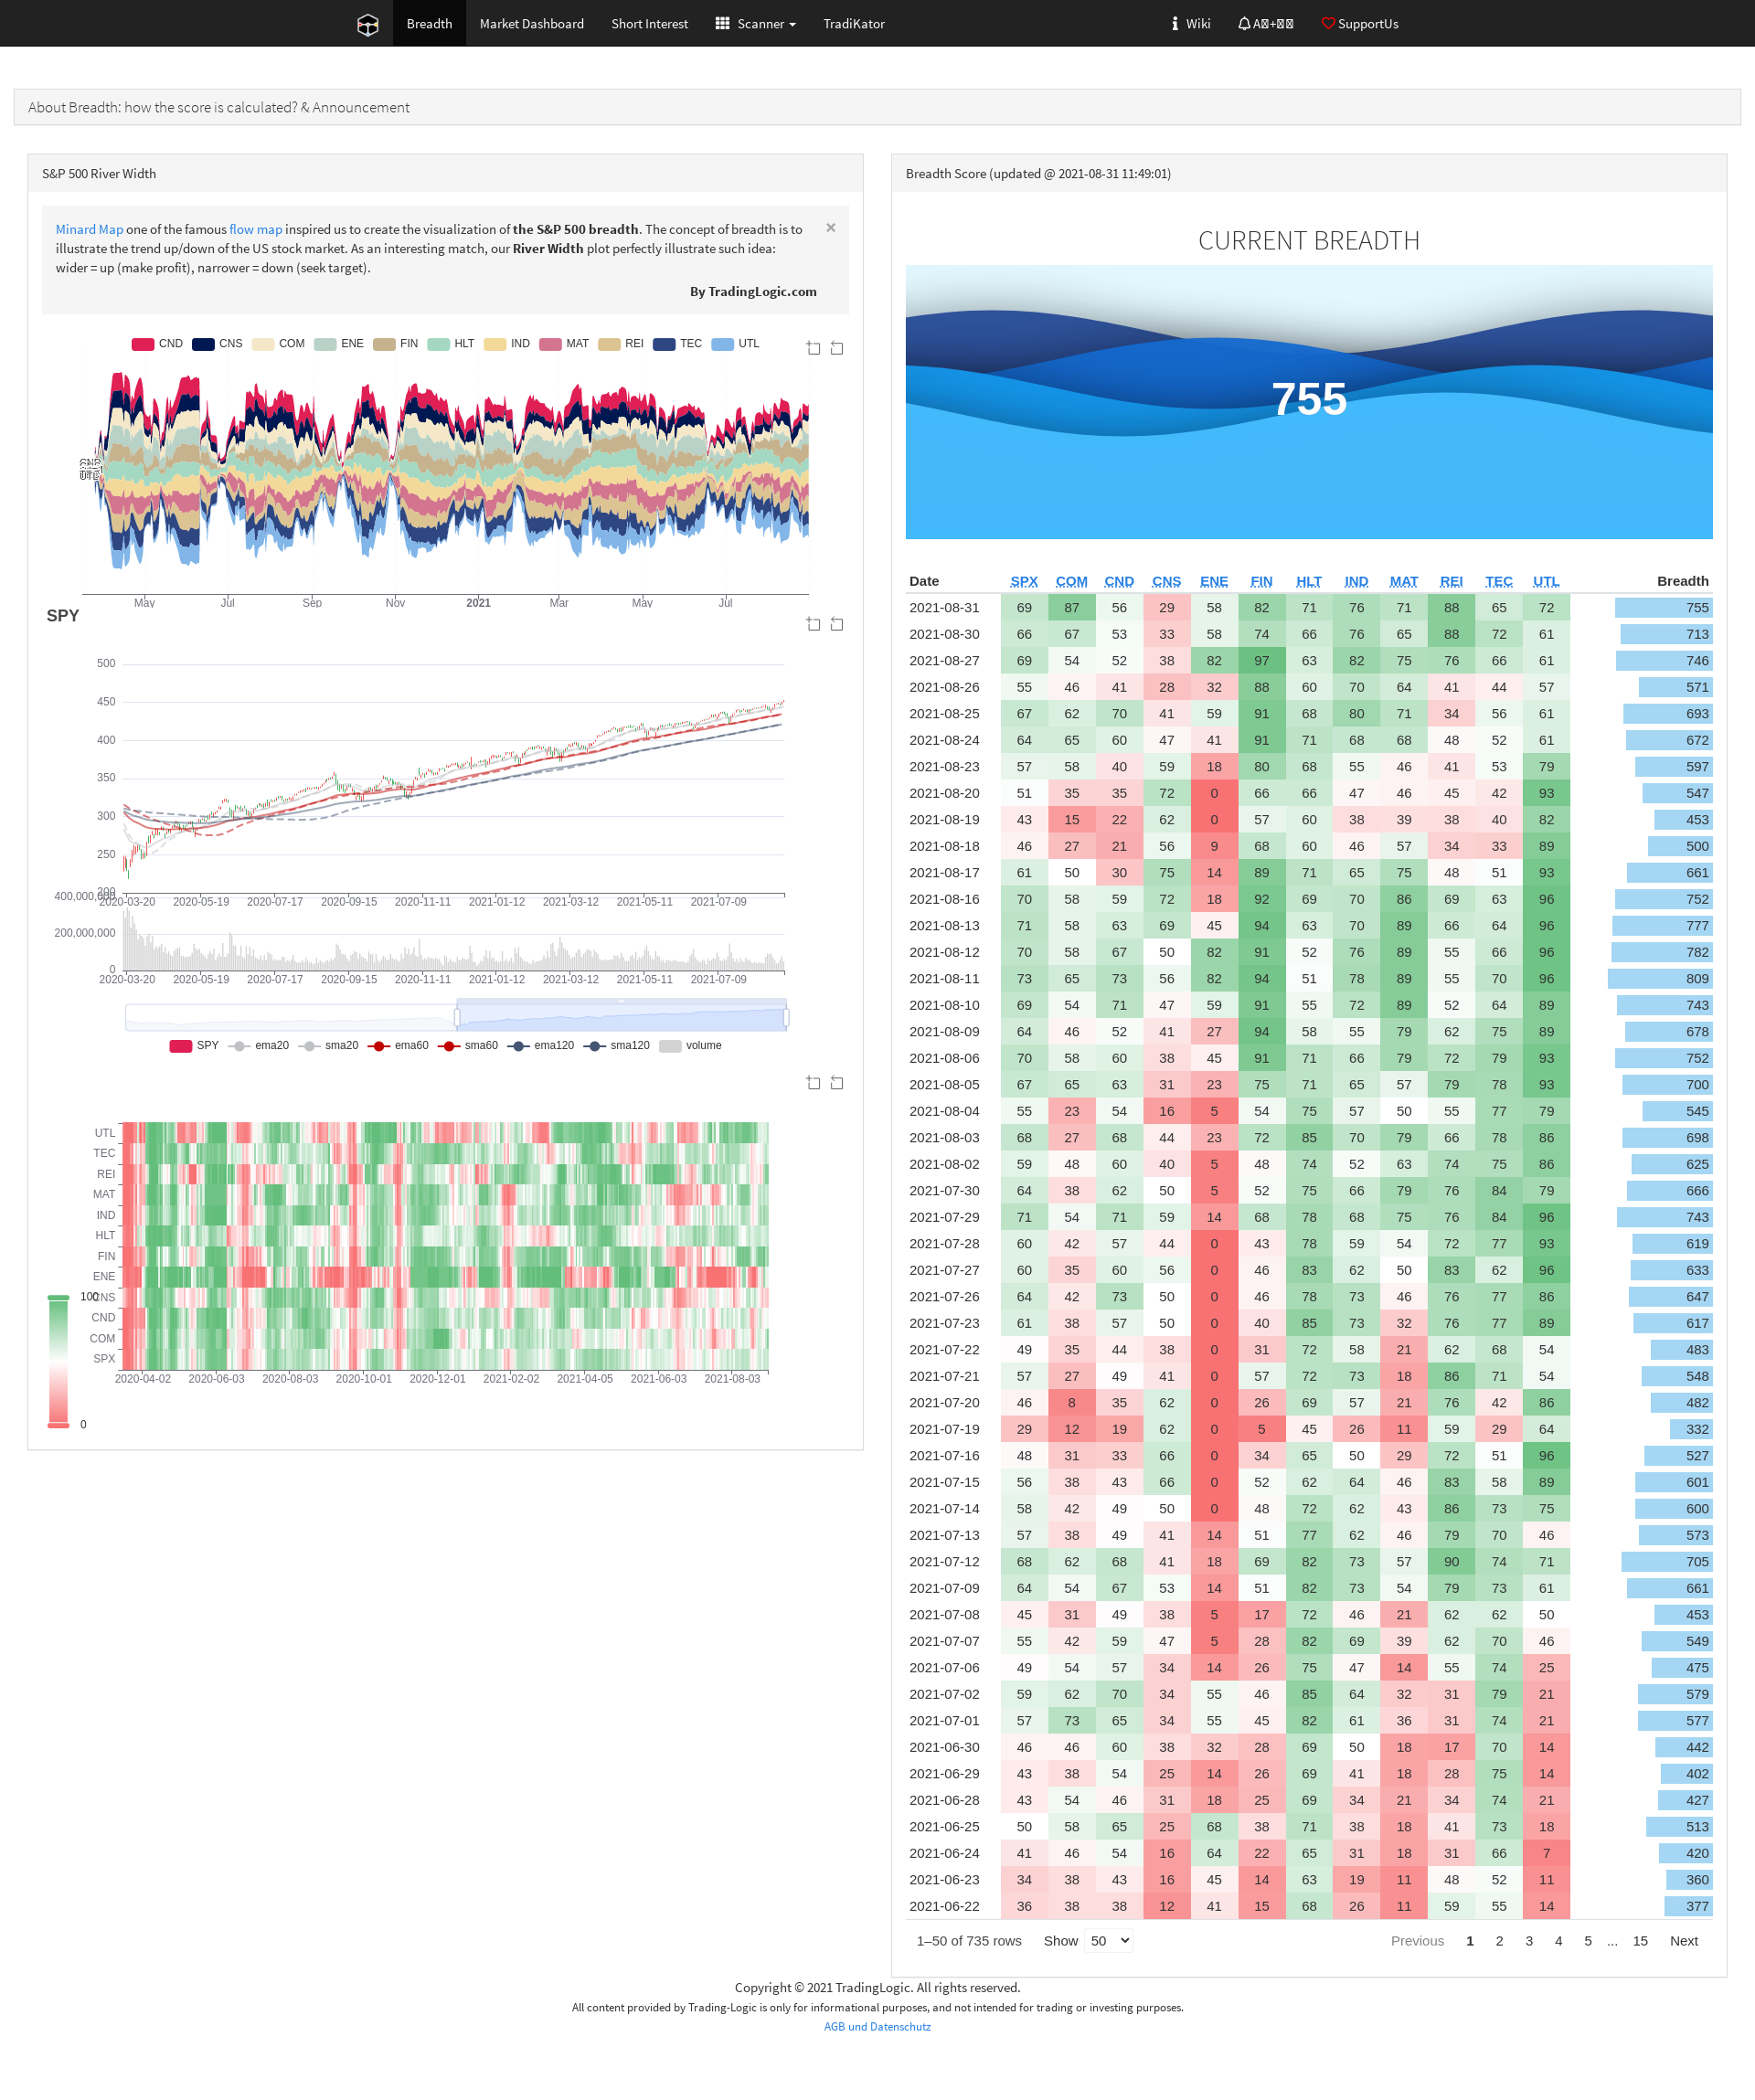 Breadth Market Dashboard Short Interest Scanner TradiKator Wiki SupportUs
About Breadth: how the score is calculated? & Announcement
S&P 500 River Width
Minard Map one of the famous flow map inspired us to create the visualization of the S&P 500 breadth. The concept of breadth is to
illustrate the trend up/down of the US stock market. As an interesting match, our River Width plot perfectly illustrate such idea:
wider = up (make profit), narrower = down (seek target).
×
By TradingLogic.com
CND CNS COM ENE FIN HLT IND MAT REI TEC UTL
May Jul Sep Nov 2021 Mar May Jul
SPY
500
450
400
350
300
250
200
2020-03-20 2020-05-19 2020-07-17 2020-09-15 2020-11-11 2021-01-12 2021-03-12 2021-05-11 2021-07-09
400,000,000
200,000,000
0
2020-03-20 2020-05-19 2020-07-17 2020-09-15 2020-11-11 2021-01-12 2021-03-12 2021-05-11 2021-07-09
SPY ema20 sma20 ema60 sma60 ema120 sma120 volume
UTL
TEC
REI
MAT
IND
HLT
FIN
ENE
CNS
CND
COM
SPX
2020-04-02 2020-06-03 2020-08-03 2020-10-01 2020-12-01 2021-02-02 2021-04-05 2021-06-03 2021-08-03
100
0
Breadth Score (updated @ 2021-08-31 11:49:01)
CURRENT BREADTH
755
Date SPX COM CND CNS ENE FIN HLT IND MAT REI TEC UTL Breadth
2021-08-31 69 87 56 29 58 82 71 76 71 88 65 72 755
2021-08-30 66 67 53 33 58 74 66 76 65 88 72 61 713
2021-08-27 69 54 52 38 82 97 63 82 75 76 66 61 746
2021-08-26 55 46 41 28 32 88 60 70 64 41 44 57 571
2021-08-25 67 62 70 41 59 91 68 80 71 34 56 61 693
2021-08-24 64 65 60 47 41 91 71 68 68 48 52 61 672
2021-08-23 57 58 40 59 18 80 68 55 46 41 53 79 597
2021-08-20 51 35 35 72 0 66 66 47 46 45 42 93 547
2021-08-19 43 15 22 62 0 57 60 38 39 38 40 82 453
2021-08-18 46 27 21 56 9 68 60 46 57 34 33 89 500
2021-08-17 61 50 30 75 14 89 71 65 75 48 51 93 661
2021-08-16 70 58 59 72 18 92 69 70 86 69 63 96 752
2021-08-13 71 58 63 69 45 94 63 70 89 66 64 96 777
2021-08-12 70 58 67 50 82 91 52 76 89 55 66 96 782
2021-08-11 73 65 73 56 82 94 51 78 89 55 70 96 809
2021-08-10 69 54 71 47 59 91 55 72 89 52 64 89 743
2021-08-09 64 46 52 41 27 94 58 55 79 62 75 89 678
2021-08-06 70 58 60 38 45 91 71 66 79 72 79 93 752
2021-08-05 67 65 63 31 23 75 71 65 57 79 78 93 700
2021-08-04 55 23 54 16 5 54 75 57 50 55 77 79 545
2021-08-03 68 27 68 44 23 72 85 70 79 66 78 86 698
2021-08-02 59 48 60 40 5 48 74 52 63 74 75 86 625
2021-07-30 64 38 62 50 5 52 75 66 79 76 84 79 666
2021-07-29 71 54 71 59 14 68 78 68 75 76 84 96 743
2021-07-28 60 42 57 44 0 43 78 59 54 72 77 93 619
2021-07-27 60 35 60 56 0 46 83 62 50 83 62 96 633
2021-07-26 64 42 73 50 0 46 78 73 46 76 77 86 647
2021-07-23 61 38 57 50 0 40 85 73 32 76 77 89 617
2021-07-22 49 35 44 38 0 31 72 58 21 62 68 54 483
2021-07-21 57 27 49 41 0 57 72 73 18 86 71 54 548
2021-07-20 46 8 35 62 0 26 69 57 21 76 42 86 482
2021-07-19 29 12 19 62 0 5 45 26 11 59 29 64 332
2021-07-16 48 31 33 66 0 34 65 50 29 72 51 96 527
2021-07-15 56 38 43 66 0 52 62 64 46 83 58 89 601
2021-07-14 58 42 49 50 0 48 72 62 43 86 73 75 600
2021-07-13 57 38 49 41 14 51 77 62 46 79 70 46 573
2021-07-12 68 62 68 41 18 69 82 73 57 90 74 71 705
2021-07-09 64 54 67 53 14 51 82 73 54 79 73 61 661
2021-07-08 45 31 49 38 5 17 72 46 21 62 62 50 453
2021-07-07 55 42 59 47 5 28 82 69 39 62 70 46 549
2021-07-06 49 54 57 34 14 26 75 47 14 55 74 25 475
2021-07-02 59 62 70 34 55 46 85 64 32 31 79 21 579
2021-07-01 57 73 65 34 55 45 82 61 36 31 74 21 577
2021-06-30 46 46 60 38 32 28 69 50 18 17 70 14 442
2021-06-29 43 38 54 25 14 26 69 41 18 28 75 14 402
2021-06-28 43 54 46 31 18 25 69 34 21 34 74 21 427
2021-06-25 50 58 65 25 68 38 71 38 18 41 73 18 513
2021-06-24 41 46 54 16 64 22 65 31 18 31 66 7 420
2021-06-23 34 38 43 16 45 14 63 19 11 48 52 11 360
2021-06-22 36 38 38 12 41 15 68 26 11 59 55 14 377
1–50 of 735 rows Show 50 Previous 1 2 3 4 5 ... 15 Next
Copyright © 2021 TradingLogic. All rights reserved.
All content provided by Trading-Logic is only for informational purposes, and not intended for trading or investing purposes.
AGB und Datenschutz